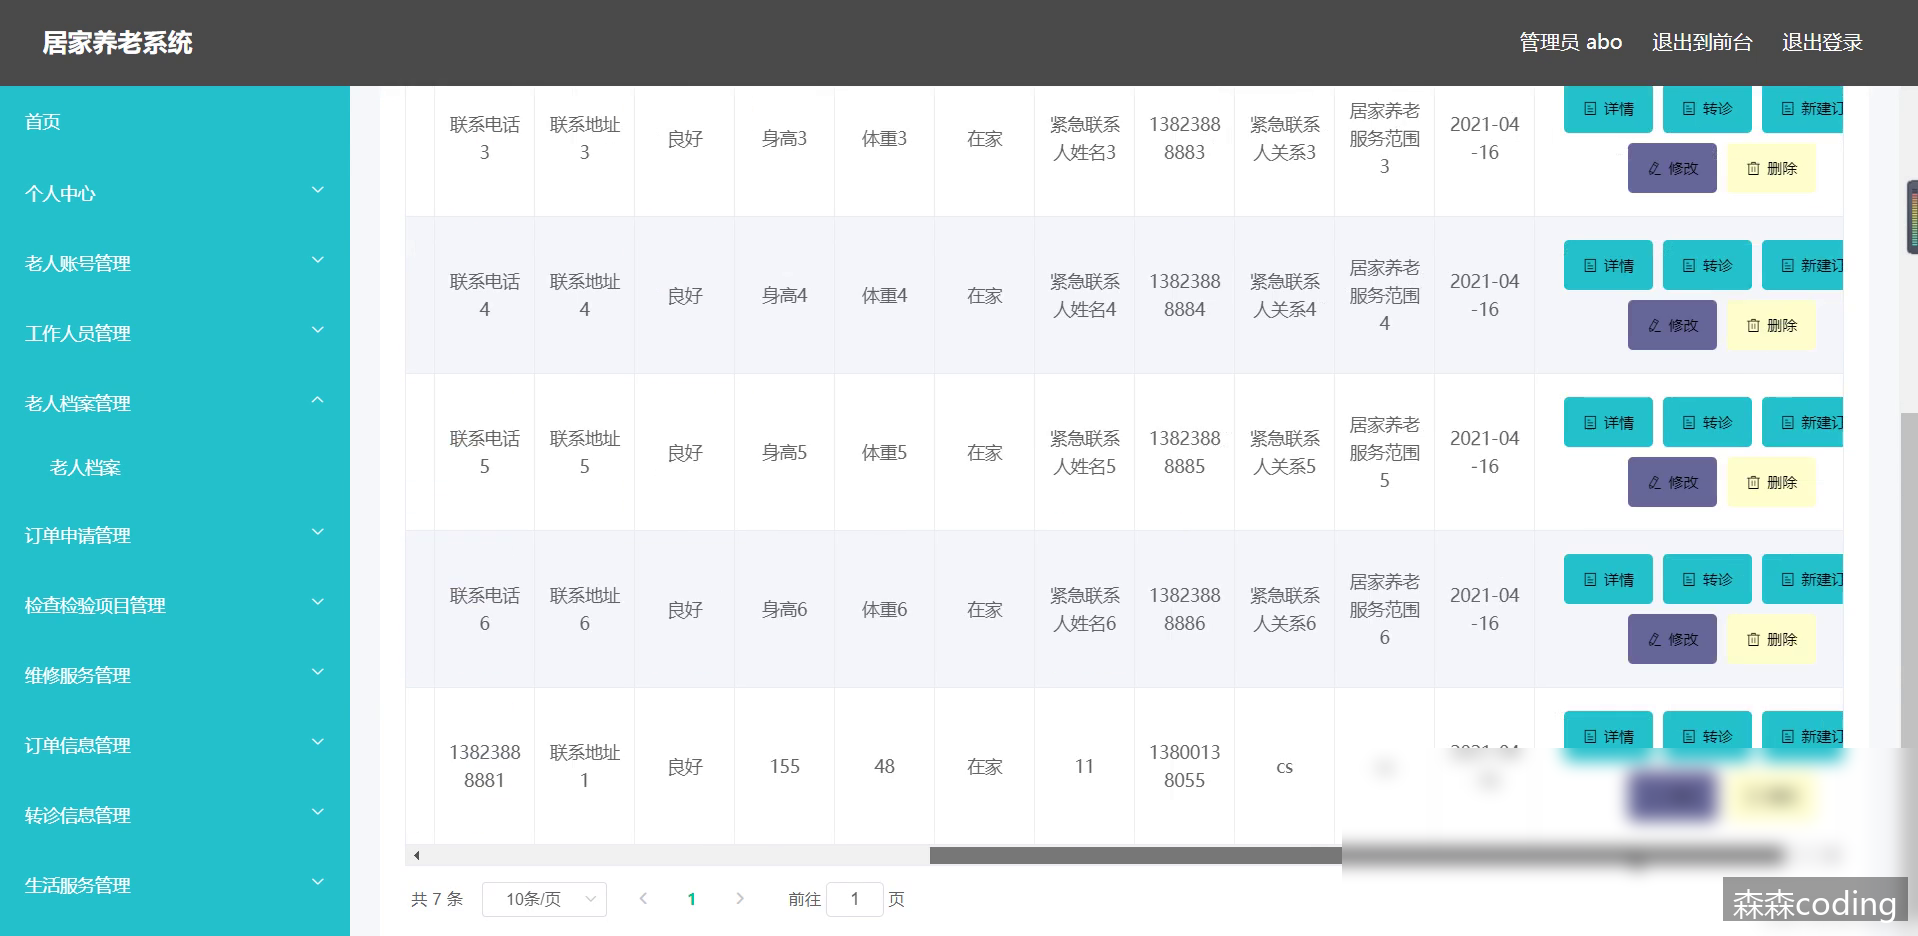 居家养老系统
管理员 abo 退出到前台 退出登录
首页
个人中心
老人账号管理
工作人员管理
老人档案管理
老人档案
订单申请管理
检查检验项目管理
维修服务管理
订单信息管理
转诊信息管理
生活服务管理
联系电话3 联系地址3 良好 身高3 体重3 在家 紧急联系人姓名3 13823888883 紧急联系人关系3 居家养老服务范围3 2021-04-16 详情 转诊 新建订
修改 删除
联系电话4 联系地址4 良好 身高4 体重4 在家 紧急联系人姓名4 13823888884 紧急联系人关系4 居家养老服务范围4 2021-04-16 详情 转诊 新建订
修改 删除
联系电话5 联系地址5 良好 身高5 体重5 在家 紧急联系人姓名5 13823888885 紧急联系人关系5 居家养老服务范围5 2021-04-16 详情 转诊 新建订
修改 删除
联系电话6 联系地址6 良好 身高6 体重6 在家 紧急联系人姓名6 13823888886 紧急联系人关系6 居家养老服务范围6 2021-04-16 详情 转诊 新建订
修改 删除
13823888881 联系地址1 良好 155 48 在家 11 13800138055 cs 详情 转诊 新建订
共 7 条 10条/页 1 前往 1 页
森森coding